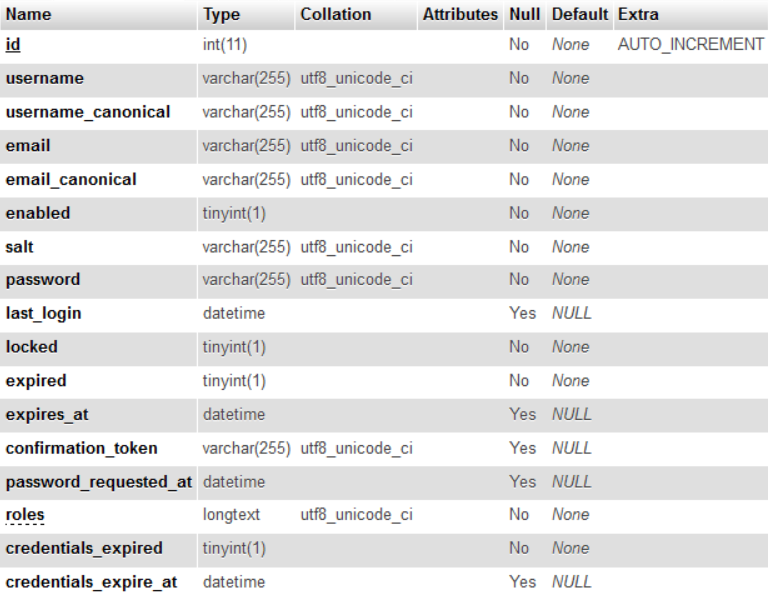 Name Type Collation Attributes Null Default Extra
id int(11) No None AUTO_INCREMENT
username varchar(255) utf8_unicode_ci No None
username_canonical varchar(255) utf8_unicode_ci No None
email varchar(255) utf8_unicode_ci No None
email_canonical varchar(255) utf8_unicode_ci No None
enabled tinyint(1) No None
salt varchar(255) utf8_unicode_ci No None
password varchar(255) utf8_unicode_ci No None
last_login datetime Yes NULL
locked tinyint(1) No None
expired tinyint(1) No None
expires_at datetime Yes NULL
confirmation_token varchar(255) utf8_unicode_ci Yes NULL
password_requested_at datetime Yes NULL
roles longtext utf8_unicode_ci No None
credentials_expired tinyint(1) No None
credentials_expire_at datetime Yes NULL